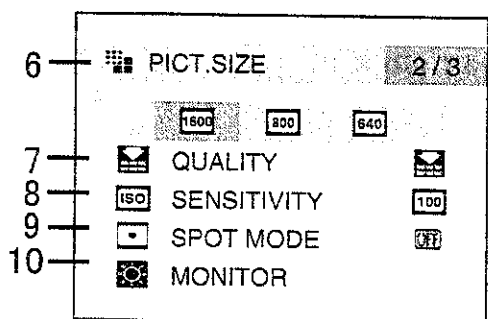 6 PICT.SIZE 2/3
1600 800 640
7 QUALITY
8 ISO SENSITIVITY 100
9 SPOT MODE OFF
10 MONITOR